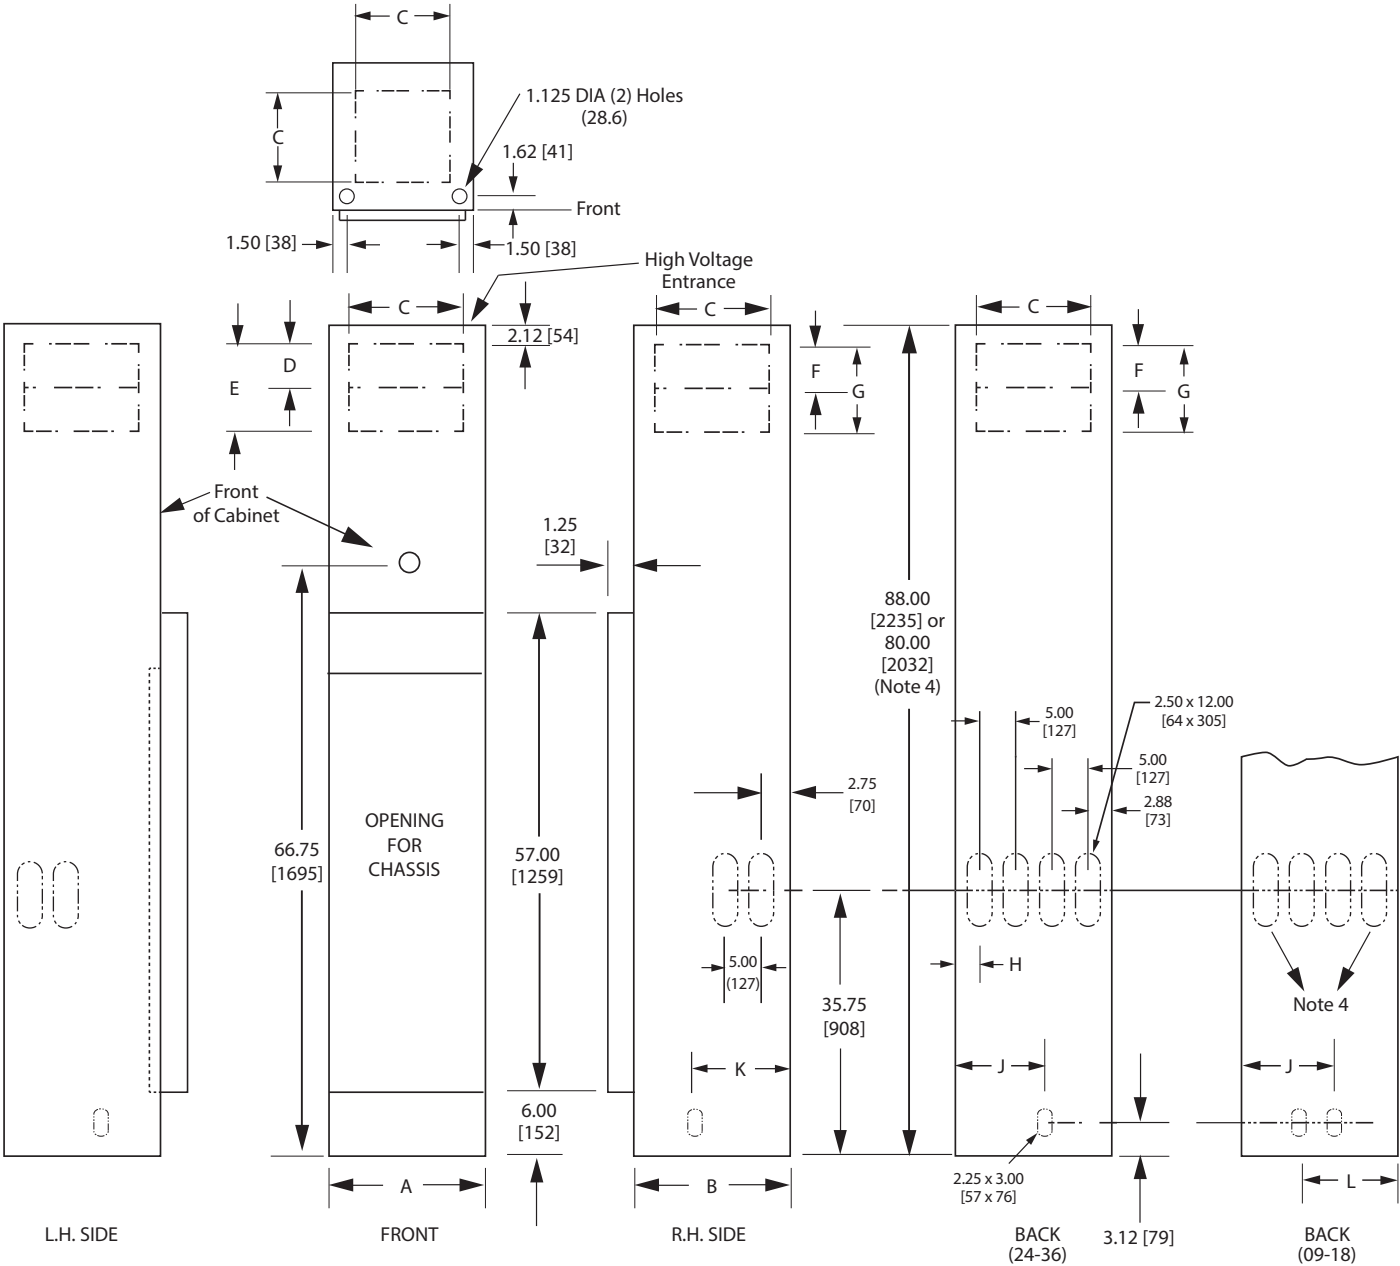 C
C
1.125 DIA (2) Holes
(28.6)
1.62 [41]
Front
1.50 [38]
1.50 [38]
High Voltage
Entrance
C
2.12 [54]
C
C
D
E
F
G
F
G
Front
of Cabinet
1.25
[32]
88.00
[2235] or
80.00
[2032]
(Note 4)
2.50 x 12.00
[64 x 305]
5.00
[127]
5.00
[127]
2.88
[73]
2.75
[70]
OPENING
FOR
CHASSIS
66.75
[1695]
57.00
[1259]
5.00
(127)
H
35.75
[908]
Note 4
K
J
J
6.00
[152]
A
B
2.25 x 3.00
[57 x 76]
L
3.12 [79]
L.H. SIDE
FRONT
R.H. SIDE
BACK
(24-36)
BACK
(09-18)